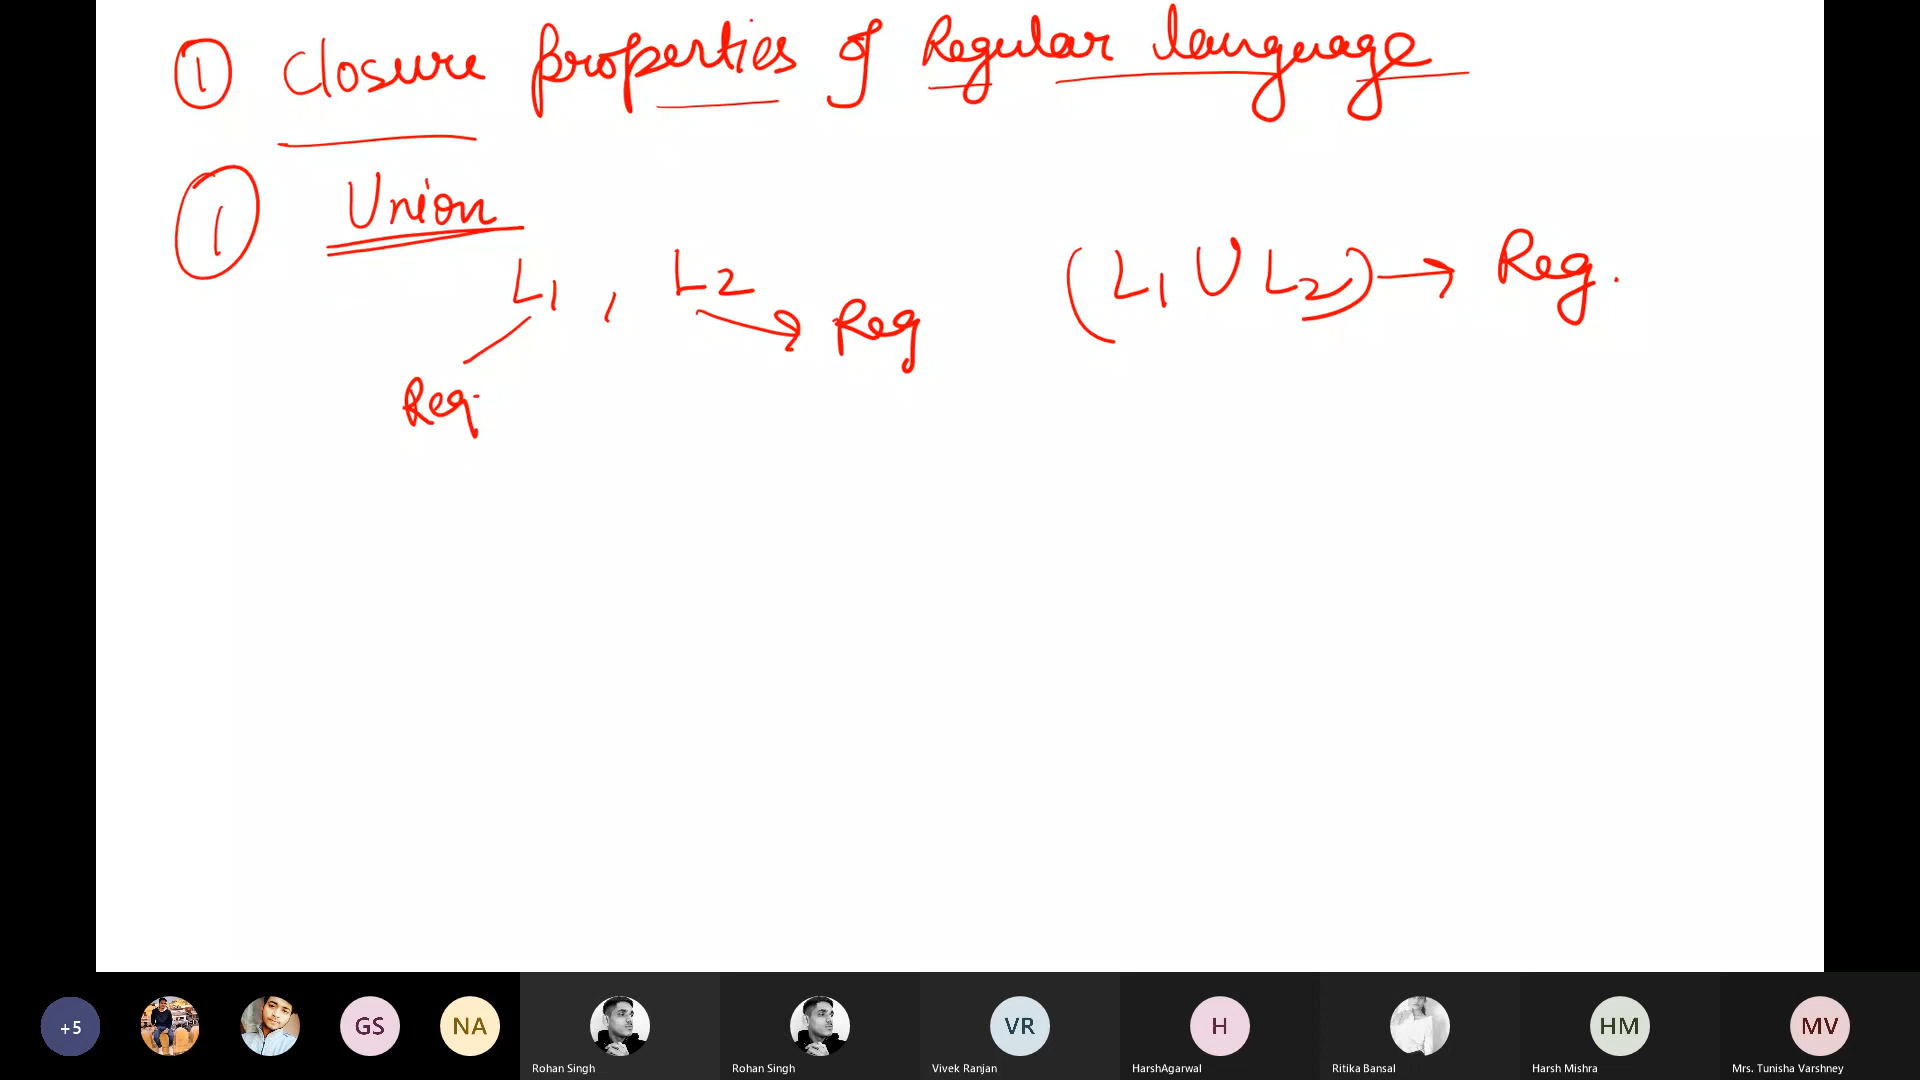 ① Closure properties of Regular language
① Union
L1 , L2 (L1 U L2) → Reg.
Reg
Reg
+5 GS NA VR H HM MV
Rohan Singh Rohan Singh Vivek Ranjan HarshAgarwal Ritika Bansal Harsh Mishra Mrs. Tunisha Varshney